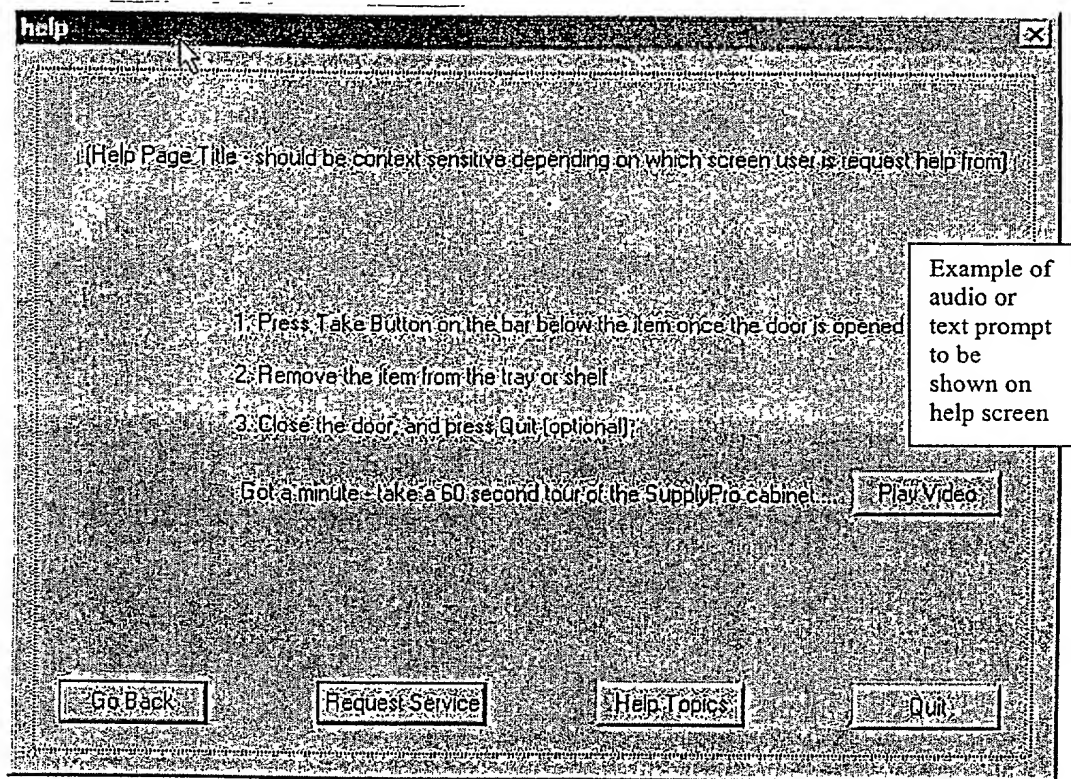 help
(Help Page Title - should be context sensitive depending on which screen user is request help from)
Example of
audio or
text prompt
to be
shown on
help screen
1. Press Take Button on the bar below the item once the door is opened
2. Remove the item from the tray or shelf
3. Close the door, and press Quit (optional).
Got a minute - take a 60 second tour of the SupplyPro cabinet....
Play Video
Go Back
Request Service
Help Topics
Quit